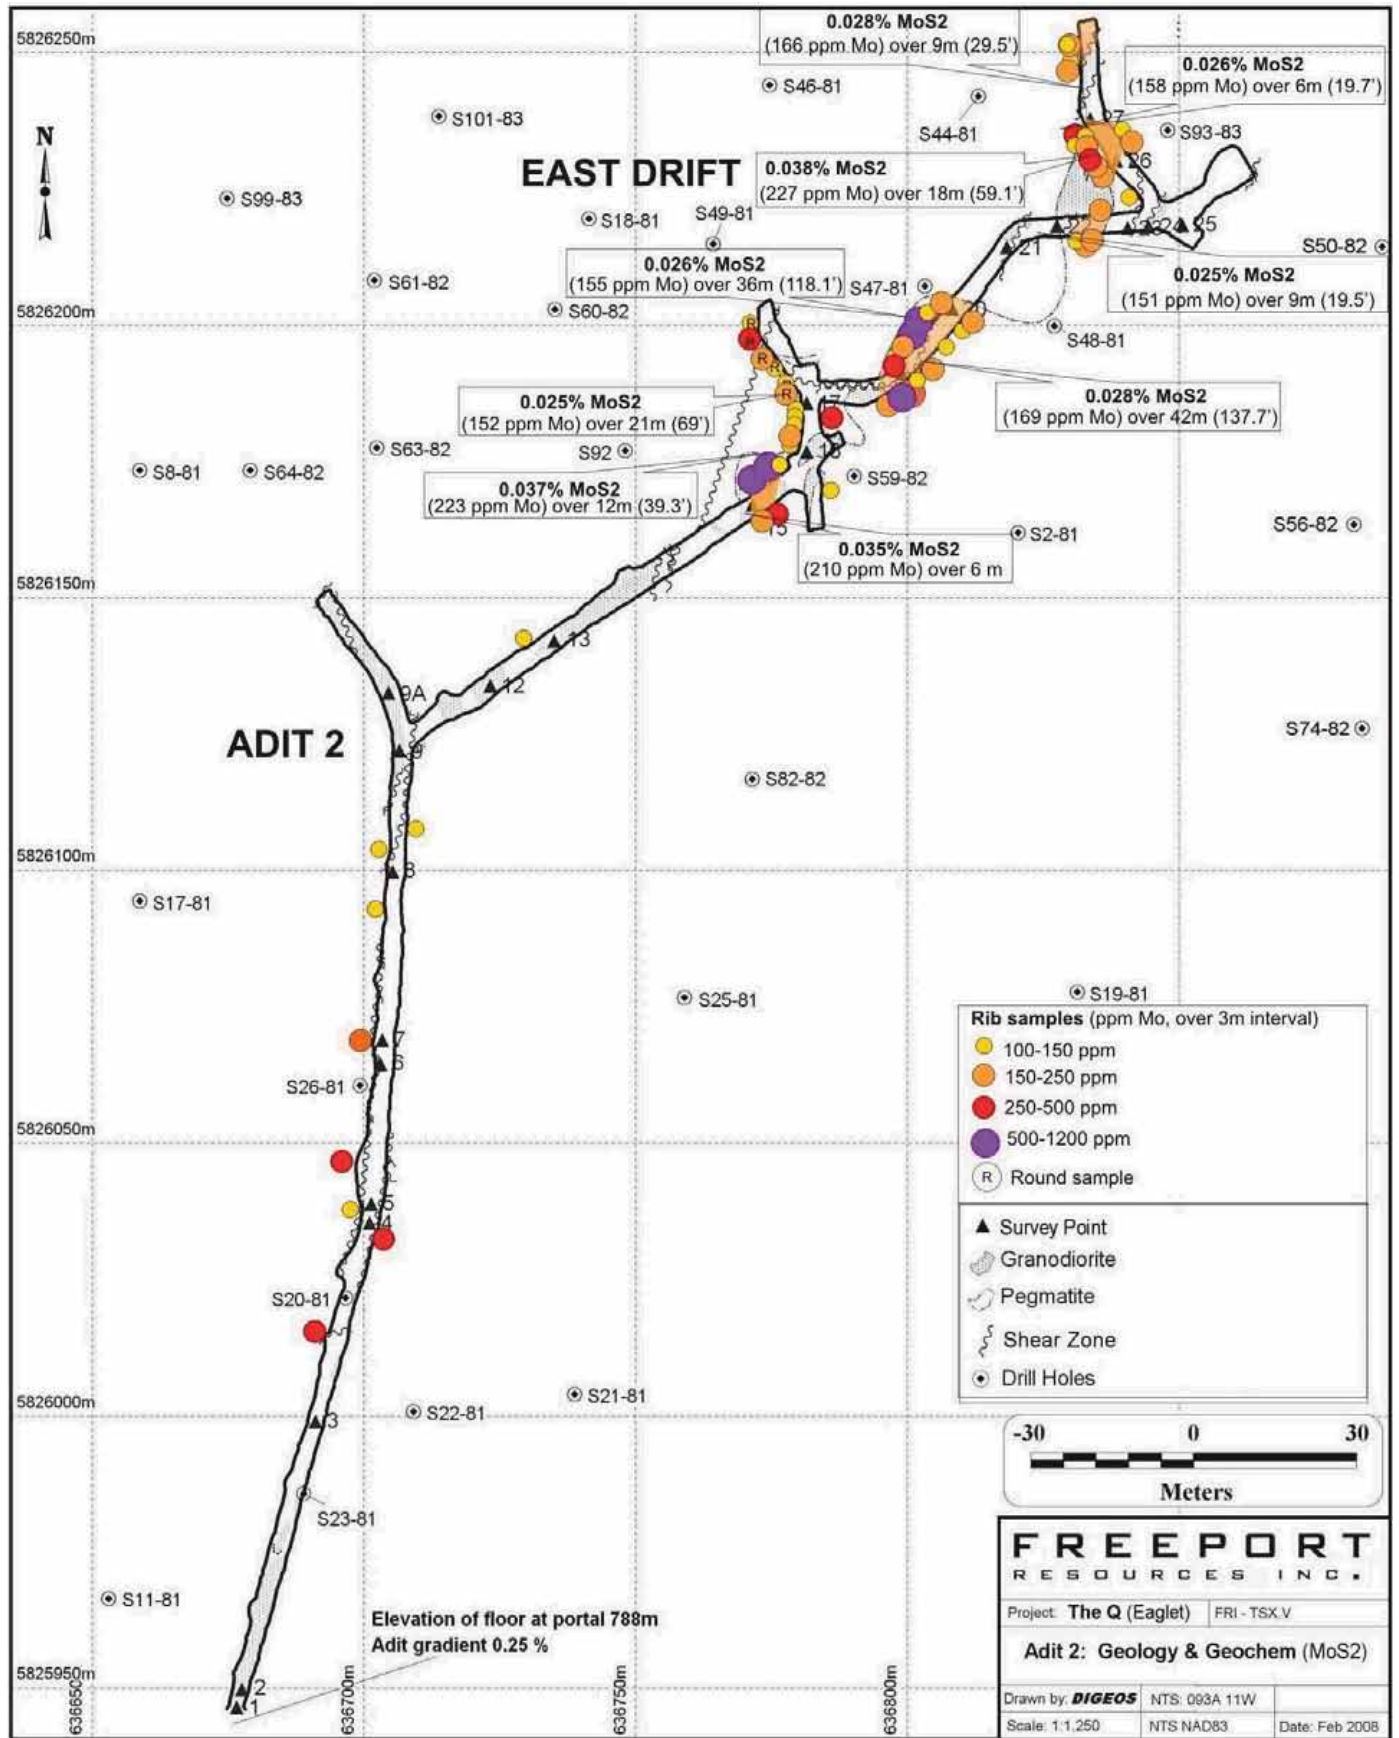 5826250m
0.028% MoS2
(166 ppm Mo) over 9m (29.5')
0.026% MoS2
(158 ppm Mo) over 6m (19.7')
S46-81
S44-81
S101-83
N
27
S93-83
EAST DRIFT
0.038% MoS2
(227 ppm Mo) over 18m (59.1')
26
S99-83
S18-81
S49-81
25
21
S50-82
0.026% MoS2
(155 ppm Mo) over 36m (118.1')
S47-81
0.025% MoS2
(151 ppm Mo) over 9m (19.5')
S61-82
S60-82
5826200m
R
20
S48-81
R
R
0.025% MoS2
(152 ppm Mo) over 21m (69')
R
0.028% MoS2
(169 ppm Mo) over 42m (137.7')
S63-82
S92
S8-81
S64-82
S59-82
0.037% MoS2
(223 ppm Mo) over 12m (39.3')
15
S2-81
S56-82
0.035% MoS2
(210 ppm Mo) over 6 m
5826150m
13
12
9A
ADIT 2
9
S74-82
S82-82
5826100m
8
S17-81
S25-81
S19-81
7
6
S26-81
Rib samples (ppm Mo, over 3m interval)
100-150 ppm
150-250 ppm
250-500 ppm
500-1200 ppm
R Round sample
5826050m
5
4
Survey Point
Granodiorite
Pegmatite
Shear Zone
Drill Holes
S20-81
S21-81
5826000m
S22-81
3
-30 0 30
Meters
S23-81
FREEPORT
RESOURCES INC.
S11-81
Project: The Q (Eaglet) FRI - TSX.V
Elevation of floor at portal 788m
Adit gradient 0.25 %
Adit 2: Geology & Geochem (MoS2)
5825950m
2
1
636650m
636700m
636750m
636800m
Drawn by: DIGEOS NTS: 093A 11W
Scale: 1:1,250 NTS NAD83 Date: Feb 2008